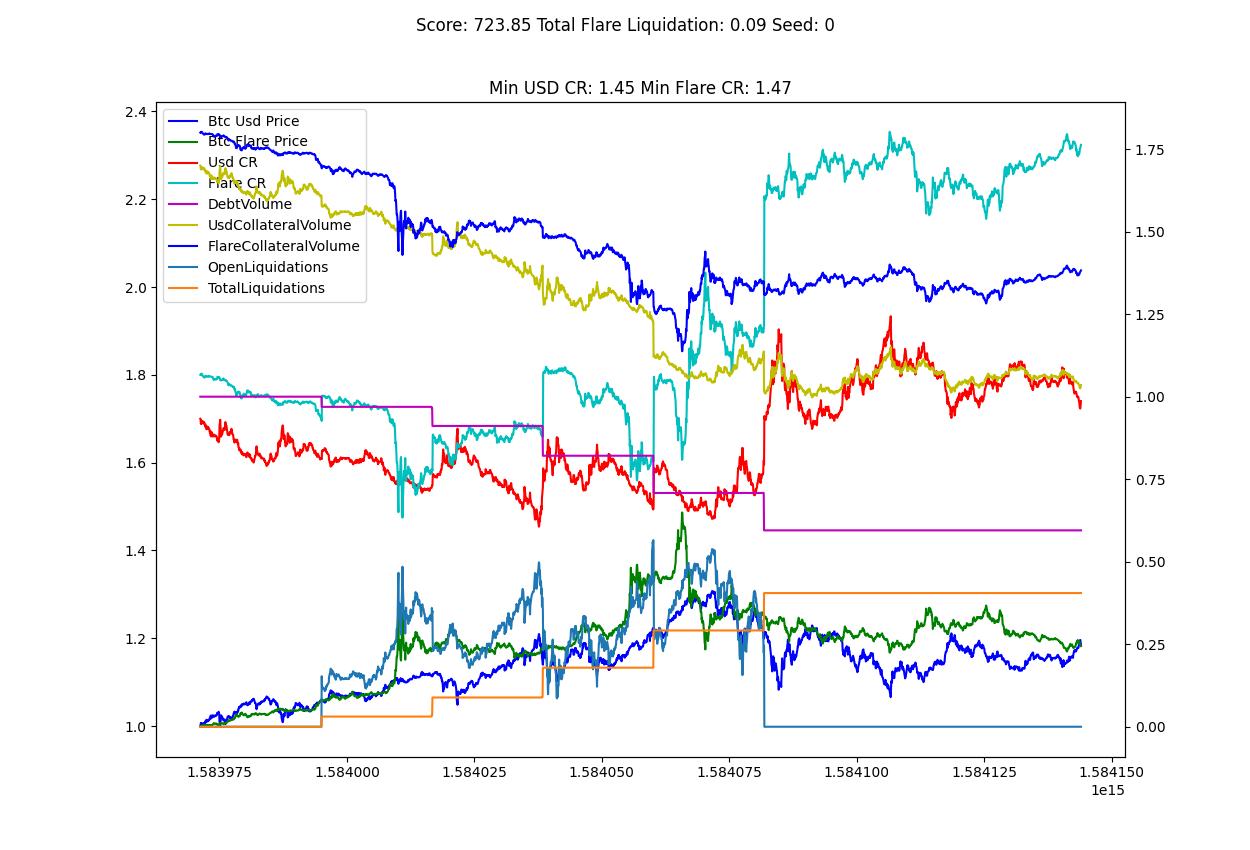 Score: 723.85 Total Flare Liquidation: 0.09 Seed: 0
Min USD CR: 1.45 Min Flare CR: 1.47
Btc Usd Price
Btc Flare Price
Usd CR
Flare CR
DebtVolume
UsdCollateralVolume
FlareCollateralVolume
OpenLiquidations
TotalLiquidations
2.4
2.2
2.0
1.8
1.6
1.4
1.2
1.0
1.75
1.50
1.25
1.00
0.75
0.50
0.25
0.00
1.583975 1.584000 1.584025 1.584050 1.584075 1.584100 1.584125 1.584150
1e15